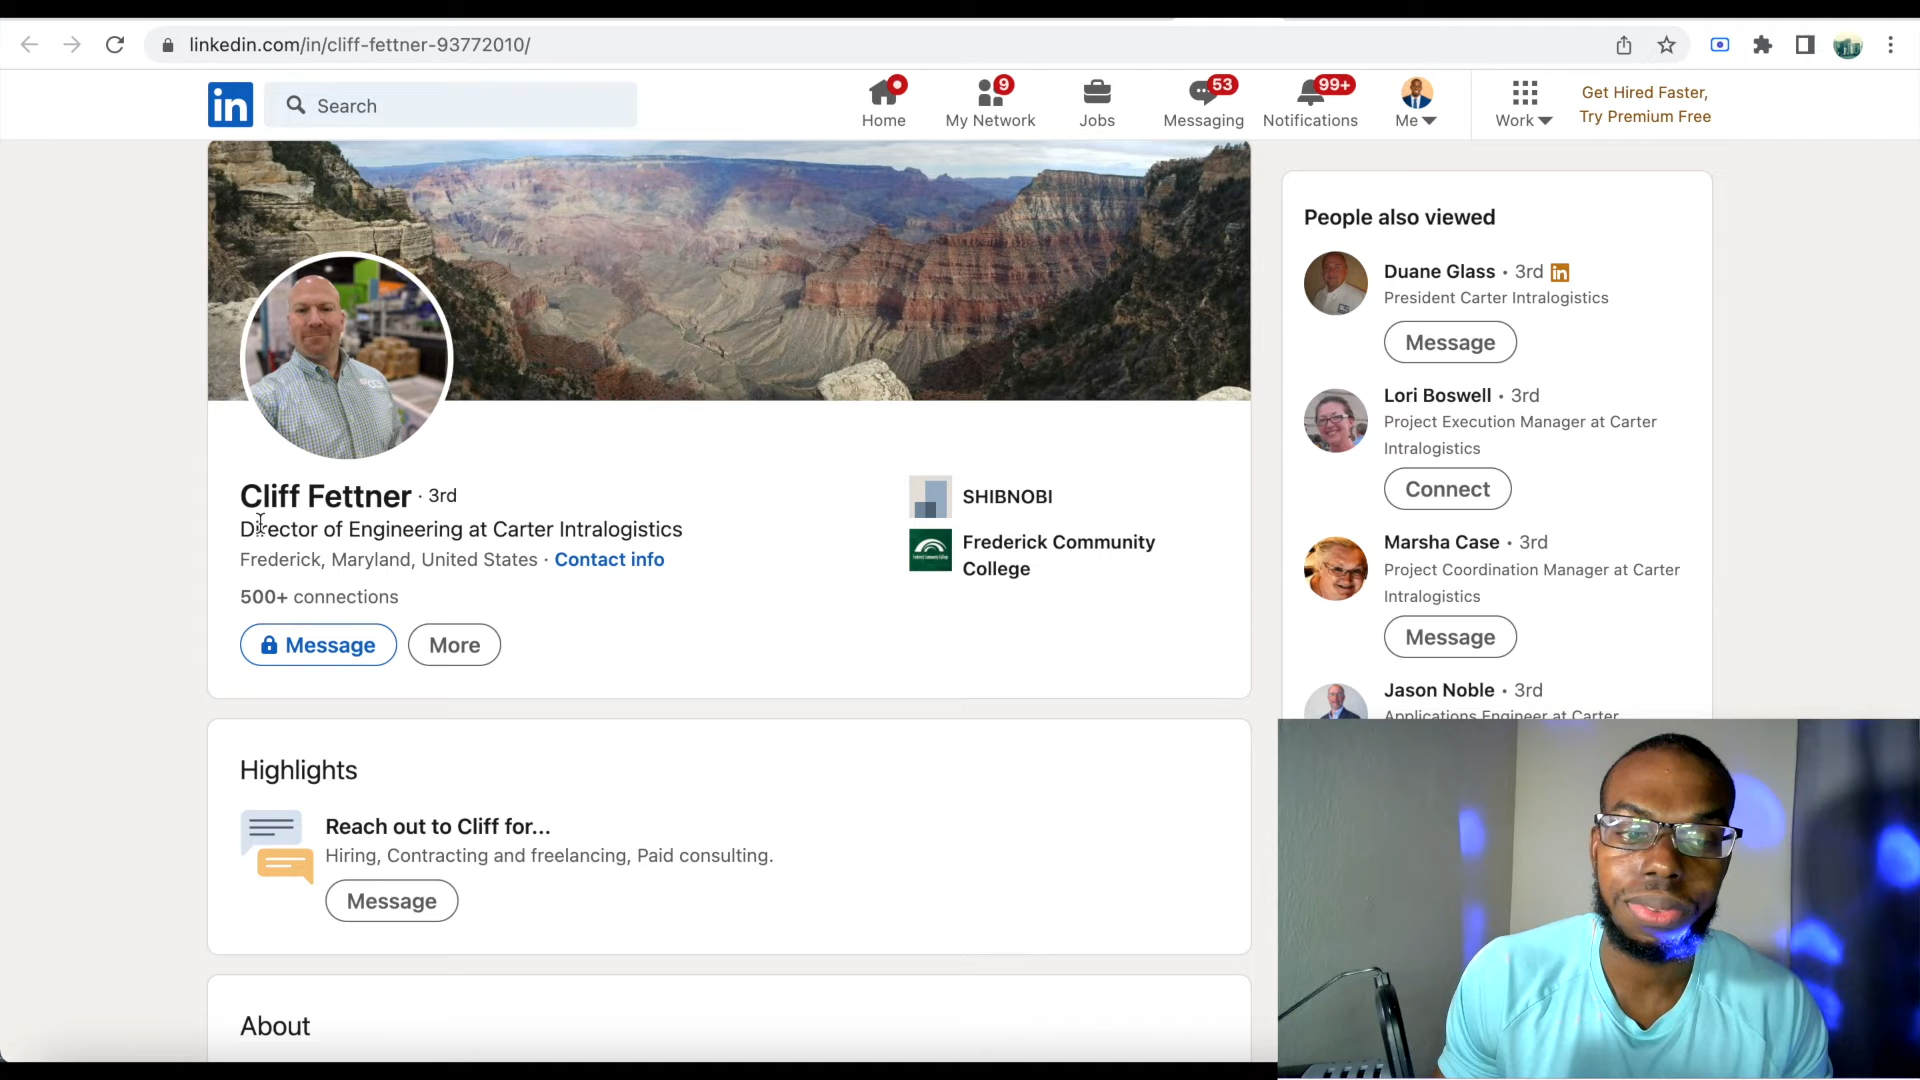 linkedin.com/in/cliff-fettner-93772010/
in
Search
Home
9
My Network
Jobs
53
Messaging
99+
Notifications
Me
Work
Get Hired Faster,
Try Premium Free
Cliff Fettner · 3rd
Director of Engineering at Carter Intralogistics
Frederick, Maryland, United States · Contact info
500+ connections
Message
More
SHIBNOBI
Frederick Community
College
Highlights
Reach out to Cliff for...
Hiring, Contracting and freelancing, Paid consulting.
Message
About
People also viewed
Duane Glass • 3rd in
President Carter Intralogistics
Message
Lori Boswell • 3rd
Project Execution Manager at Carter
Intralogistics
Connect
Marsha Case • 3rd
Project Coordination Manager at Carter
Intralogistics
Message
Jason Noble • 3rd
Applications Engineer at Carter